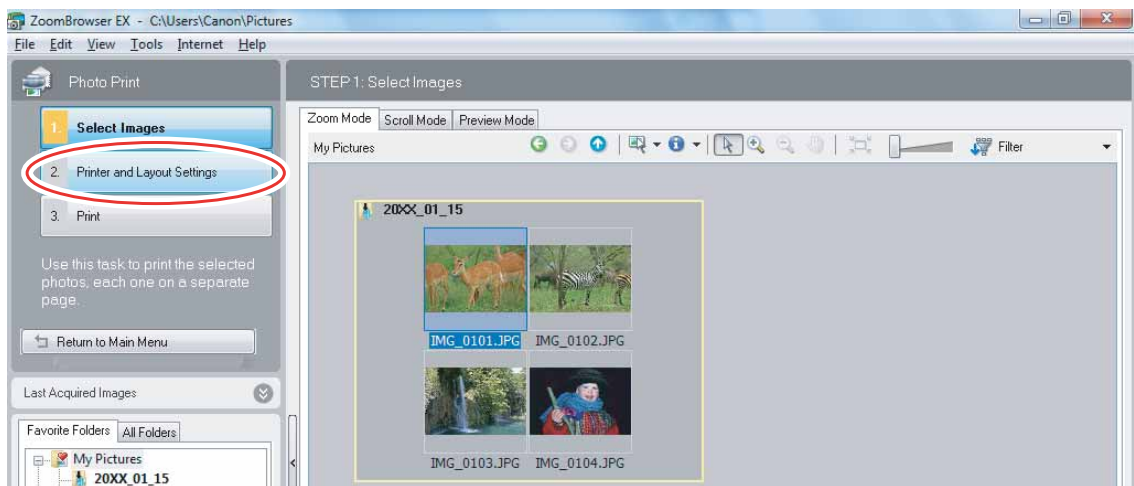 ZoomBrowser EX - C:\Users\Canon\Pictures
File Edit View Tools Internet Help
Photo Print
1. Select Images
2. Printer and Layout Settings
3. Print
Use this task to print the selected
photos, each one on a separate
page.
Return to Main Menu
Last Acquired Images
Favorite Folders All Folders
My Pictures
20XX_01_15
STEP 1: Select Images
Zoom Mode Scroll Mode Preview Mode
My Pictures Filter
20XX_01_15
IMG_0101.JPG IMG_0102.JPG
IMG_0103.JPG IMG_0104.JPG